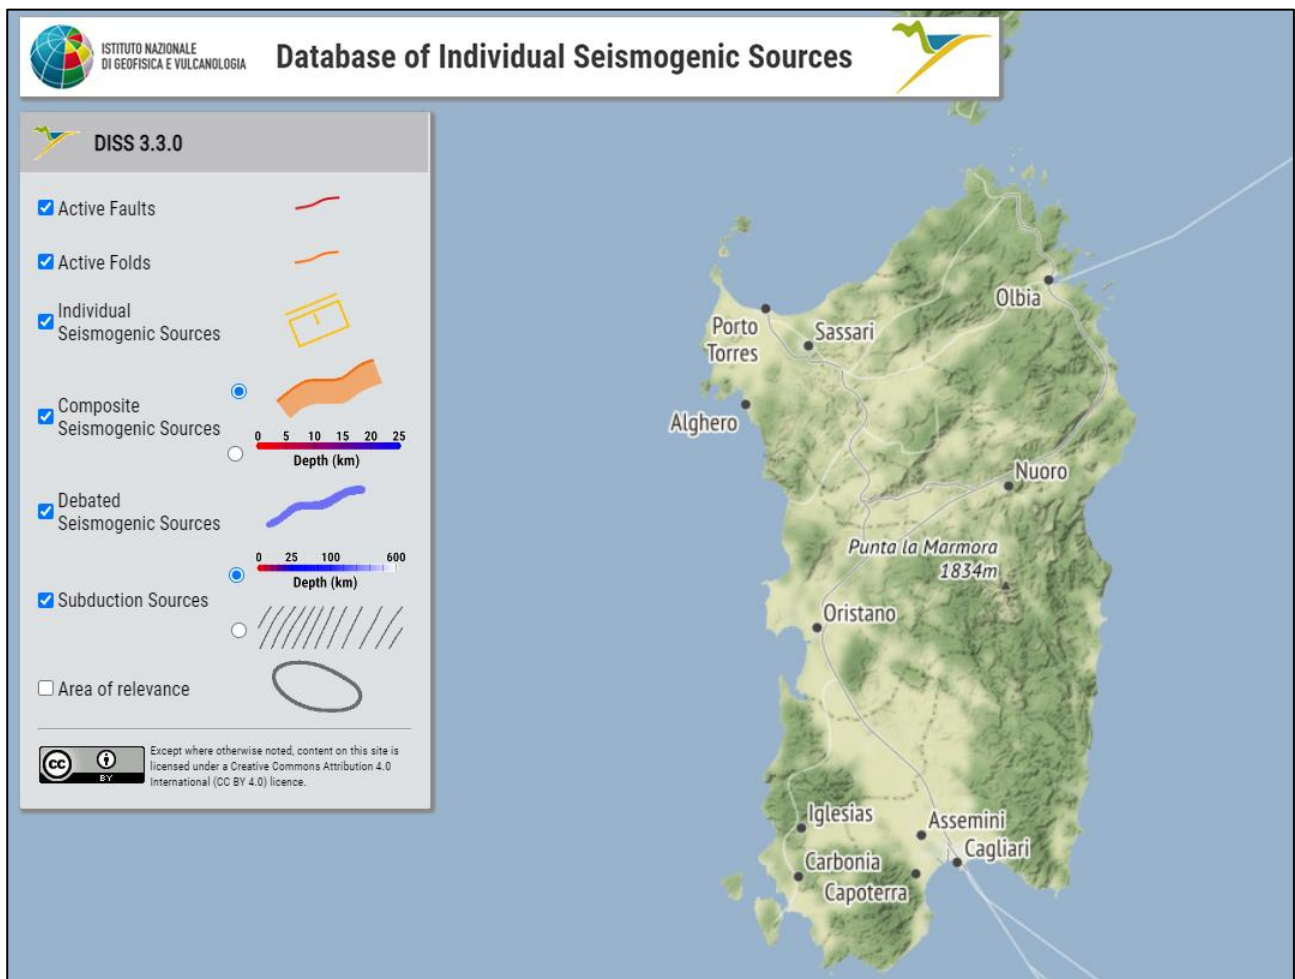 ISTITUTO NAZIONALE
DI GEOFISICA E VULCANOLOGIA
Database of Individual Seismogenic Sources
DISS 3.3.0
Active Faults
Active Folds
Individual
Seismogenic Sources
Composite
Seismogenic Sources
0 5 10 15 20 25
Depth (km)
Debated
Seismogenic Sources
0 25 100 600
Depth (km)
Subduction Sources
Area of relevance
cc
BY
Except where otherwise noted, content on this site is
licensed under a Creative Commons Attribution 4.0
International (CC BY 4.0) licence.
Olbia
Porto
Torres
Sassari
Alghero
Nuoro
Punta la Marmora
1834m
Oristano
Iglesias
Assemini
Cagliari
Carbonia
Capoterra